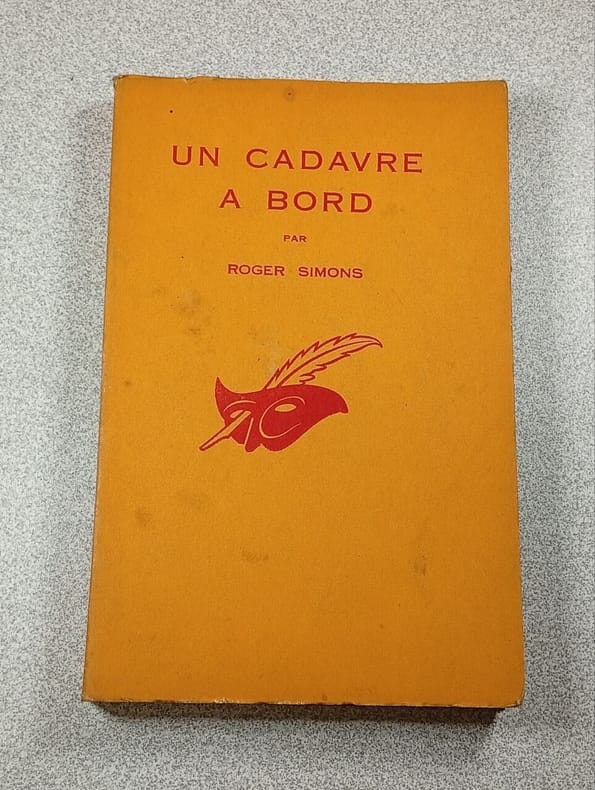 UN CADAVRE
A BORD
PAR
ROGER SIMONS